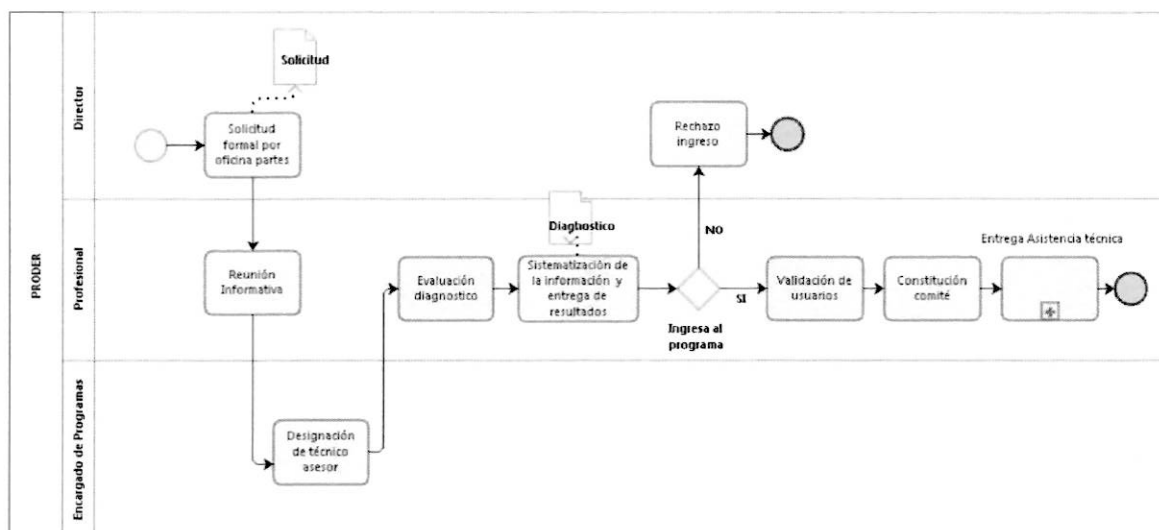 PRODER
Director
Solicitud
Solicitud
formal por
oficina partes
Rechazo
ingreso
Profesional
Reunión
Informativa
Evaluación
diagnostico
Diagnostico
Sistematización de
la información y
entrega de
resultados
NO
SI
Ingresa al
programa
Validación de
usuarios
Constitución
comité
Entrega Asistencia técnica
Encargado de Programas
Designación
de técnico
asesor